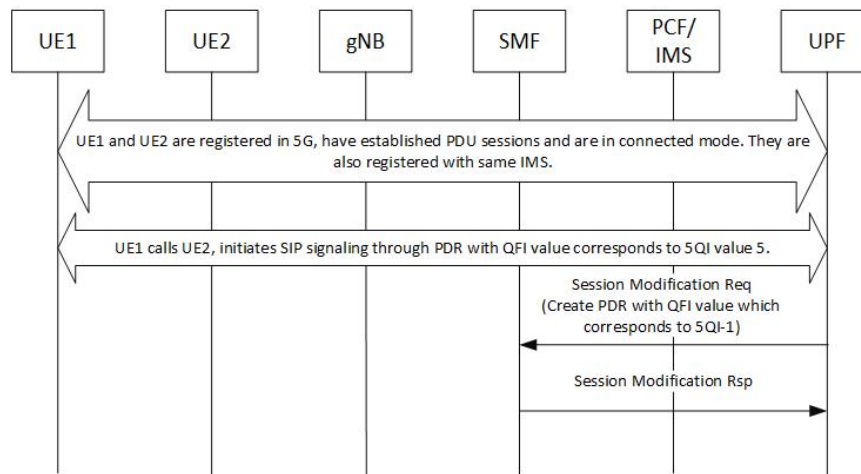 UE1
UE2
gNB
SMF
PCF/
IMS
UPF
UE1 and UE2 are registered in 5G, have established PDU sessions and are in connected mode. They are
also registered with same IMS.
UE1 calls UE2, initiates SIP signaling through PDR with QFI value corresponds to 5QI value 5.
Session Modification Req
(Create PDR with QFI value which
corresponds to 5QI-1)
Session Modification Rsp